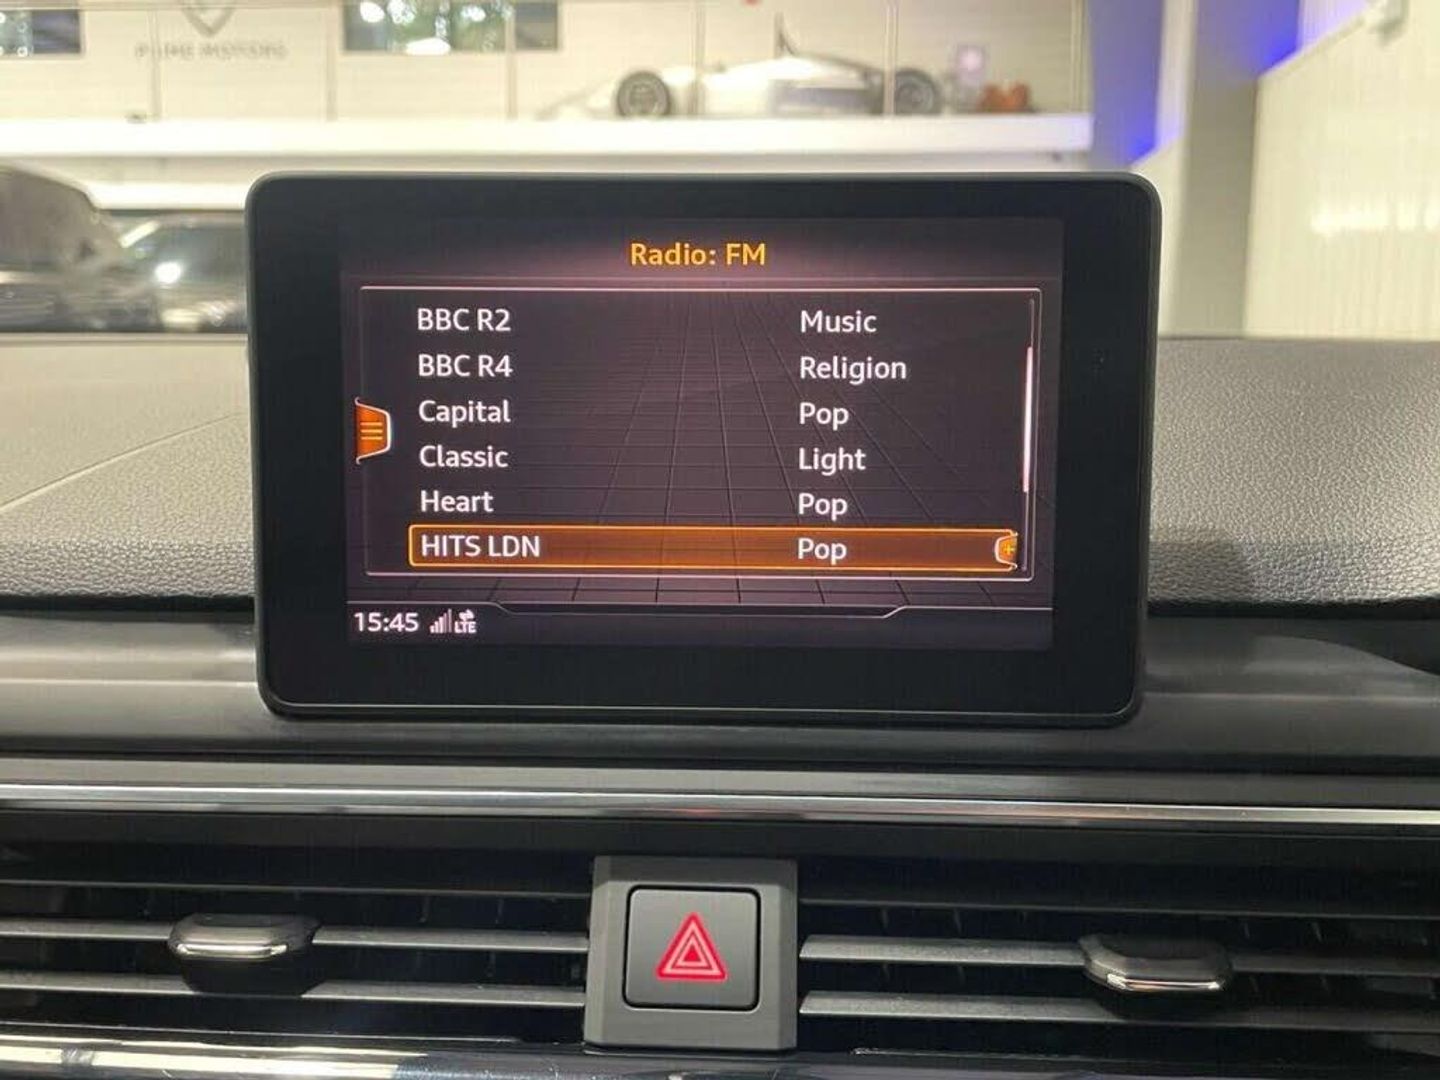 Radio: FM
BBC R2 Music
BBC R4 Religion
Capital Pop
Classic Light
Heart Pop
HITS LDN Pop
15:45 LTE